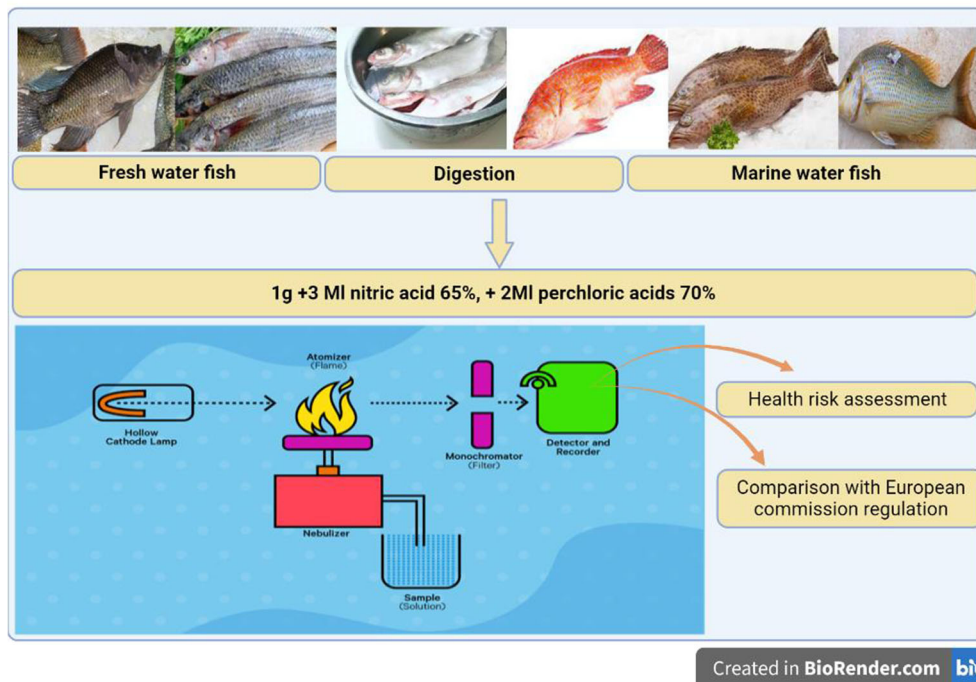 Fresh water fish
Digestion
Marine water fish
1g +3 Ml nitric acid 65%, + 2Ml perchloric acids 70%
Atomizer
(Flame)
Hollow
Cathode Lamp
Monochromator
(Filter)
Detector and
Recorder
Nebulizer
Sample
(Solution)
Health risk assessment
Comparison with European
commission regulation
Created in BioRender.com